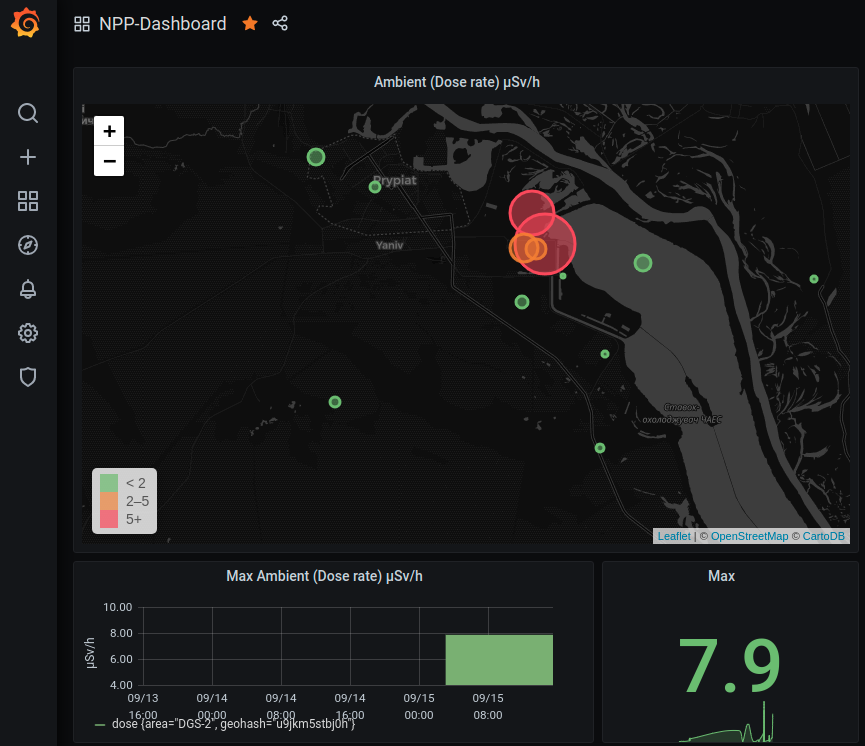 NPP-Dashboard
Ambient (Dose rate) µSv/h
+
−
Prypiat
Yaniv
Ставок-
охолоджувач ЧАЕС
< 2
2–5
5+
Leaflet | © OpenStreetMap © CartoDB
Max Ambient (Dose rate) µSv/h
10.00
8.00
6.00
4.00
µSv/h
09/13 09/14 09/14 09/14 09/15 09/15
16:00 00:00 08:00 16:00 00:00 08:00
dose {area="DGS-2", geohash="u9jkm5stbj0h"}
Max
7.9